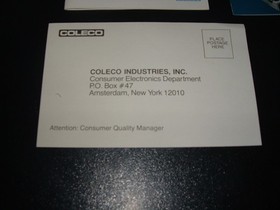 COLECO
PLACE
POSTAGE
HERE
COLECO INDUSTRIES, INC.
Consumer Electronics Department
P.O. Box #47
Amsterdam, New York 12010
Attention: Consumer Quality Manager